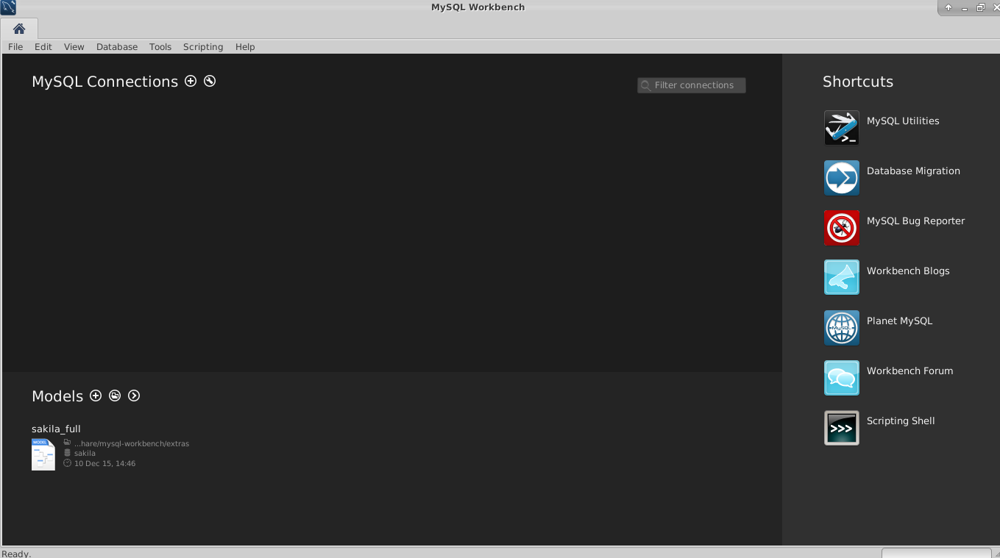 MySQL Workbench
File Edit View Database Tools Scripting Help
MySQL Connections
Filter connections
Shortcuts
MySQL Utilities
Database Migration
MySQL Bug Reporter
Workbench Blogs
MySQL
Planet MySQL
Workbench Forum
>>>
Scripting Shell
Models
sakila_full
MODEL
...hare/mysql-workbench/extras
sakila
10 Dec 15, 14:46
Ready.